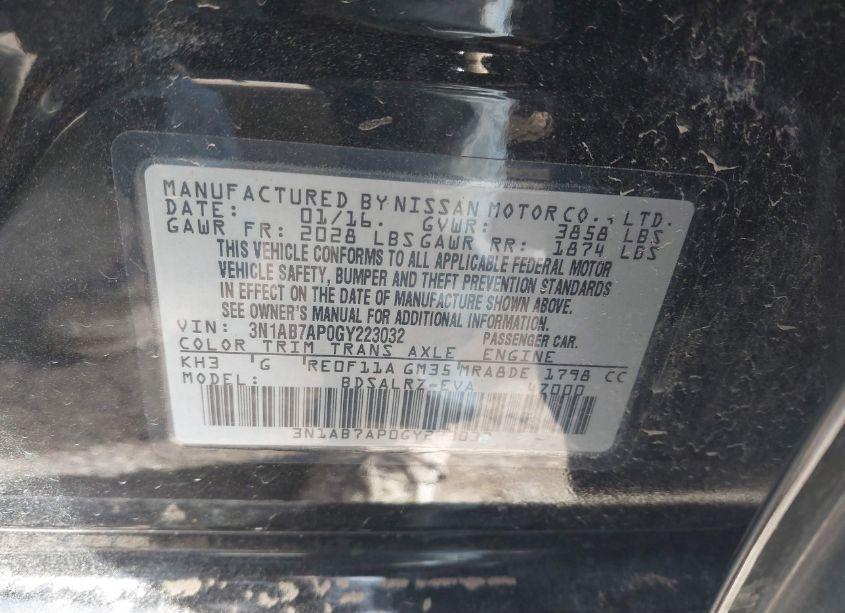 MANUFACTURED BY NISSAN MOTOR CO., LTD.
DATE: 01/16. GVWR: 3858 LBS
GAWR FR: 2028 LBS GAWR RR: 1874 LBS
THIS VEHICLE CONFORMS TO ALL APPLICABLE FEDERAL MOTOR
VEHICLE SAFETY, BUMPER AND THEFT PREVENTION STANDARDS
IN EFFECT ON THE DATE OF MANUFACTURE SHOWN ABOVE.
SEE OWNER'S MANUAL FOR ADDITIONAL INFORMATION.
VIN: 3N1AB7AP0GY223032 PASSENGER CAR.
COLOR TRIM TRANS AXLE ENGINE
KH3 'G 'RE0F11A GM35 MRA8DE 1798 CC
MODEL: BDSALRZ-EVA 4Z000